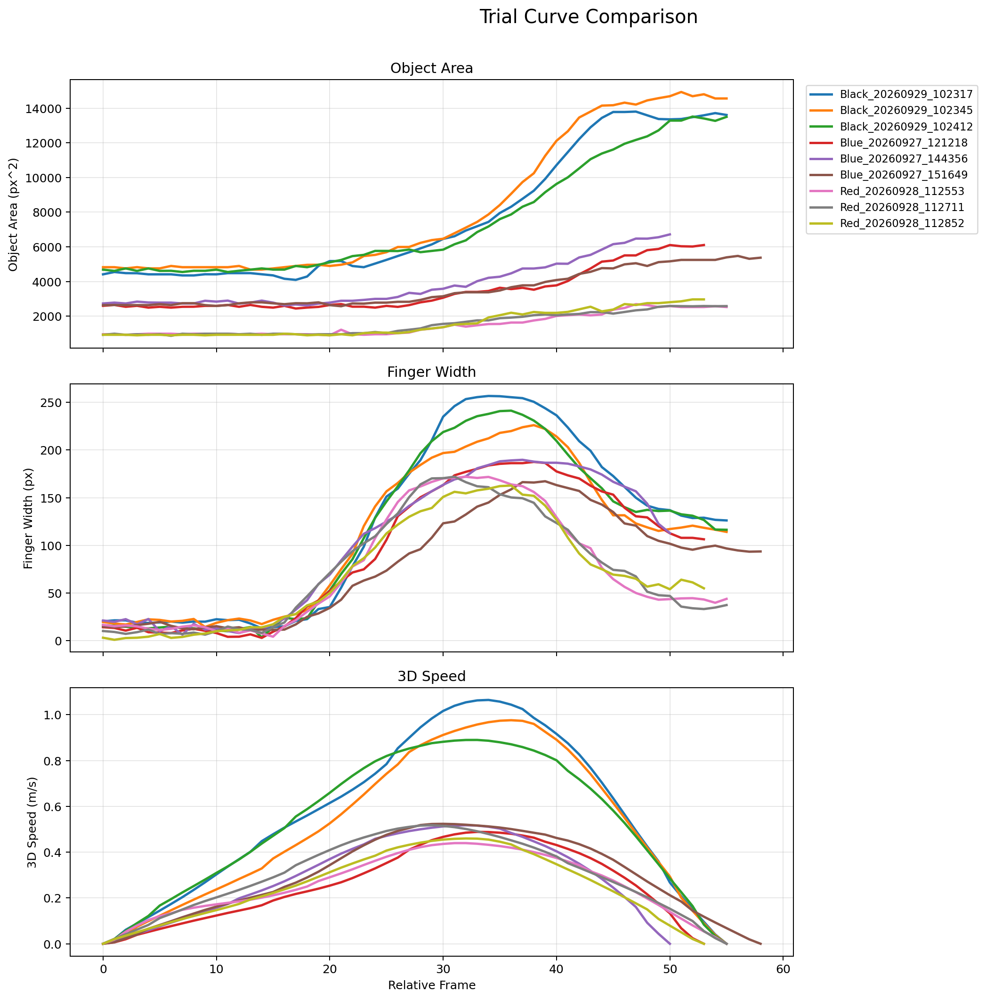 Trial Curve Comparison
Object Area
Object Area (px^2)
14000
12000
10000
8000
6000
4000
2000
Black_20260929_102317
Black_20260929_102345
Black_20260929_102412
Blue_20260927_121218
Blue_20260927_144356
Blue_20260927_151649
Red_20260928_112553
Red_20260928_112711
Red_20260928_112852
Finger Width
Finger Width (px)
250
200
150
100
50
0
3D Speed
3D Speed (m/s)
1.0
0.8
0.6
0.4
0.2
0.0
0 10 20 30 40 50 60
Relative Frame